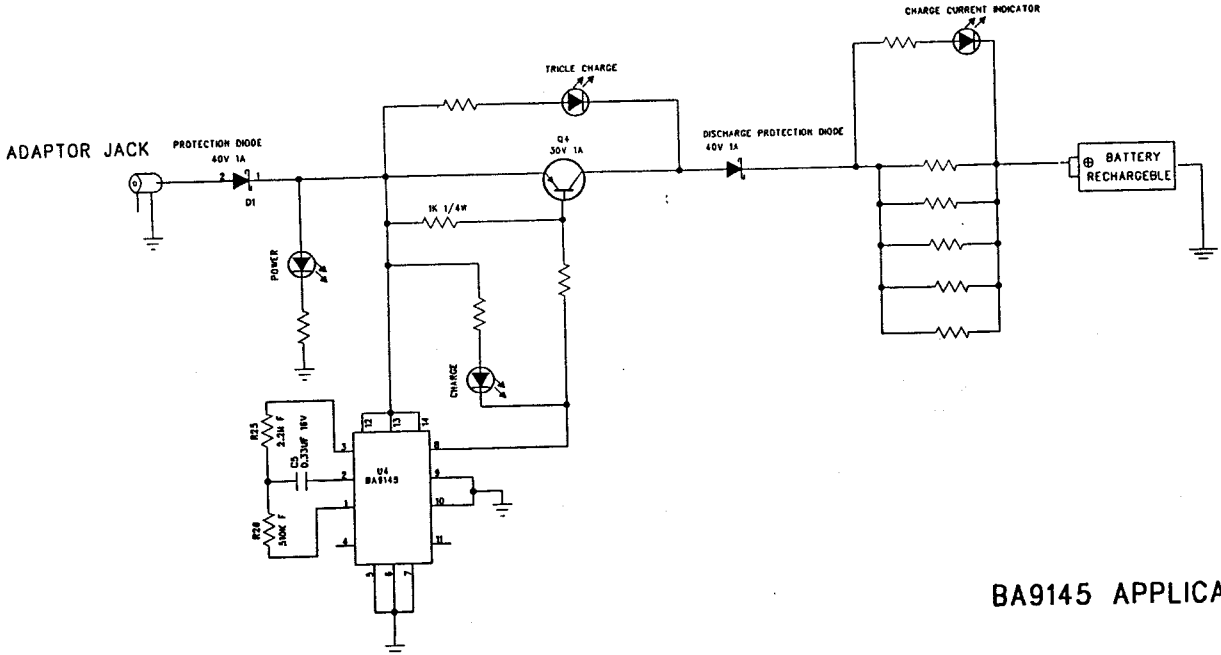 CHARGE CURRENT INDICATOR
TRICLE CHARGE
ADAPTOR JACK
PROTECTION DIODE
40V 1A
2
1
D1
Q4
30V 1A
DISCHARGE PROTECTION DIODE
40V 1A
⊕ BATTERY
RECHARGEBLE
1K 1/4W
POWER
CHARGE
R25
2.2M F
C5
0.33UF 16V
R26
510K F
12
13
14
3
2
1
4
U4
BA9145
8
9
10
11
5
6
7
BA9145 APPLICA